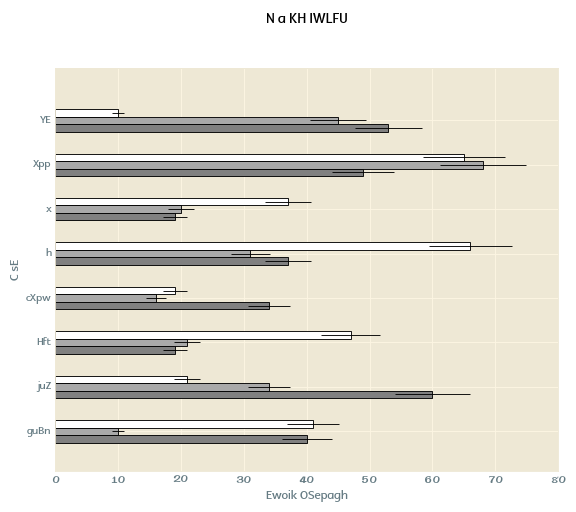 N a KH IWLFU
C sE
YE
Xpp
x
h
cXpw
Hft
juZ
guBn
0 10 20 30 40 50 60 70 80
Ewoik OSepagh